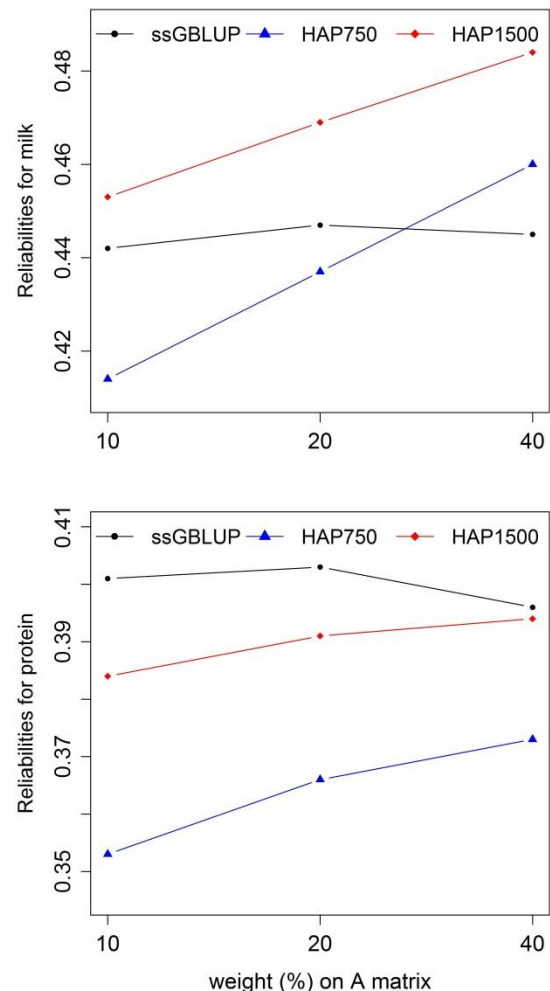 ssGBLUP HAP750 HAP1500
Reliabilities for milk
0.48
0.46
0.44
0.42
10 20 40
ssGBLUP HAP750 HAP1500
Reliabilities for protein
0.41
0.39
0.37
0.35
10 20 40
weight (%) on A matrix